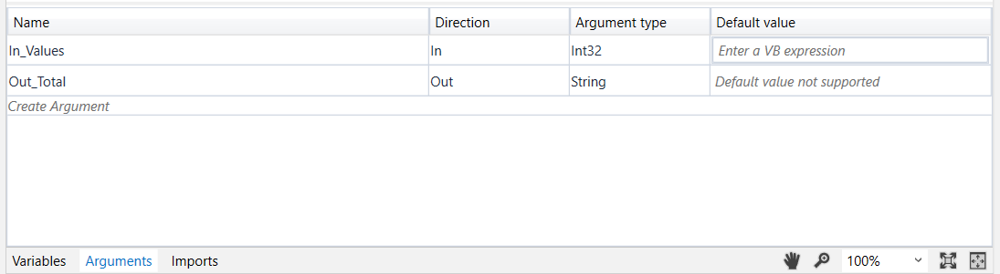 Name Direction Argument type Default value
In_Values In Int32 Enter a VB expression
Out_Total Out String Default value not supported
Create Argument
Variables Arguments Imports 100%